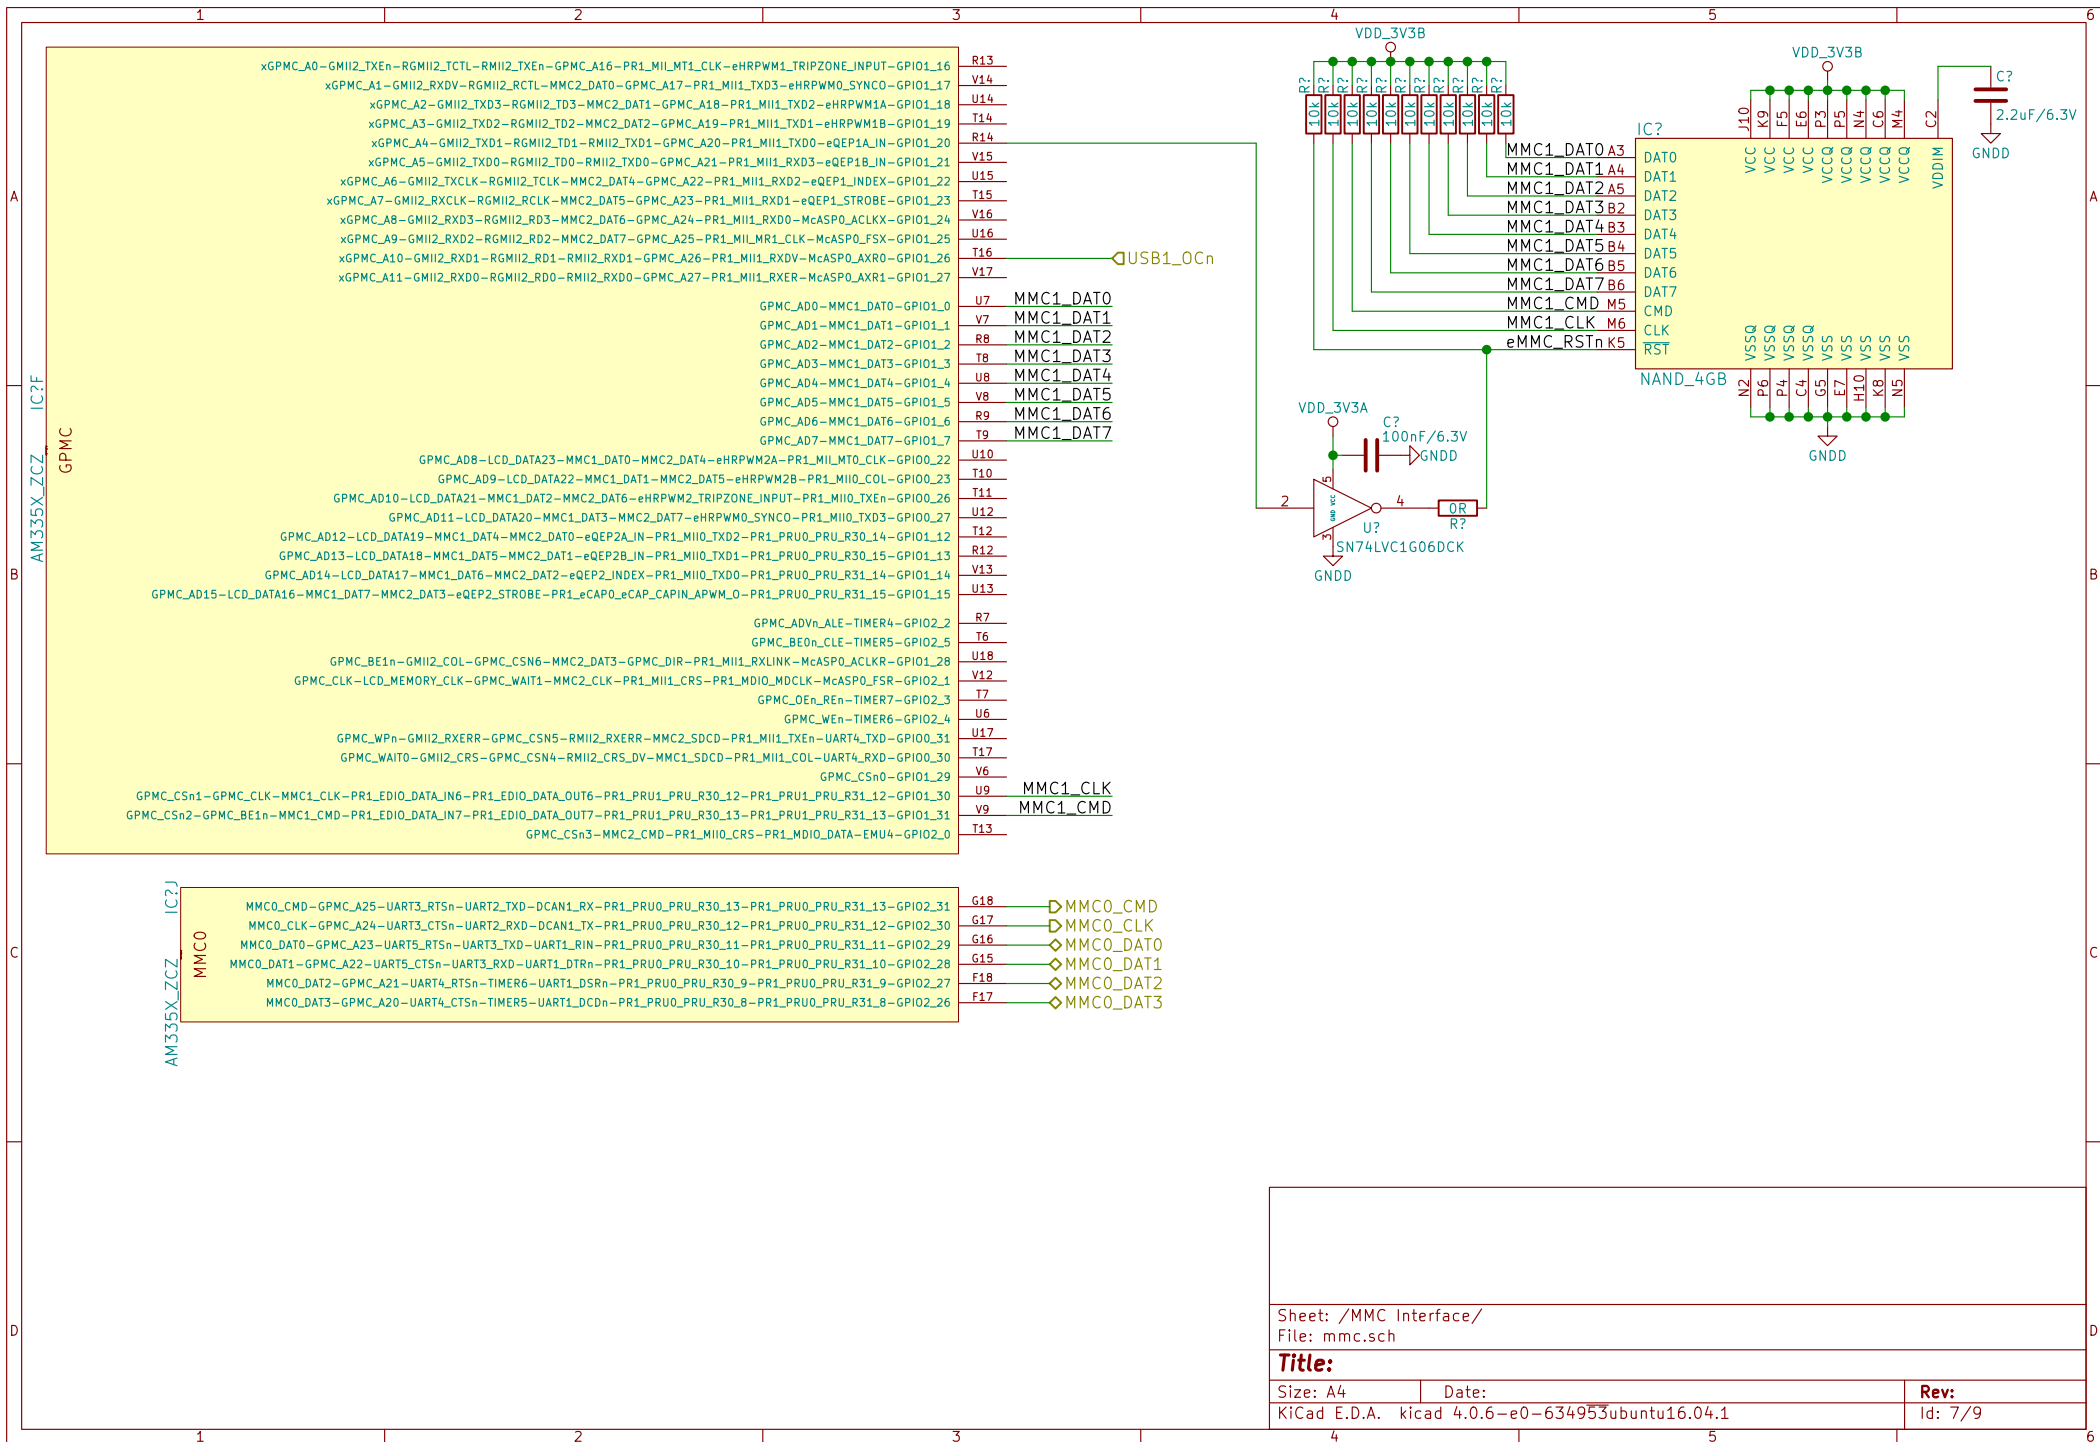 1 2 3 4 5 6
A
B
C
D
IC?F
AM335X_ZCZ
GPMC
xGPMC_A0-GMII2_TXEn-RGMII2_TCTL-RMII2_TXEn-GPMC_A16-PR1_MII_MT1_CLK-eHRPWM1_TRIPZONE_INPUT-GPIO1_16 R13
xGPMC_A1-GMII2_RXDV-RGMII2_RCTL-MMC2_DAT0-GPMC_A17-PR1_MII1_TXD3-eHRPWM0_SYNCO-GPIO1_17 V14
xGPMC_A2-GMII2_TXD3-RGMII2_TD3-MMC2_DAT1-GPMC_A18-PR1_MII1_TXD2-eHRPWM1A-GPIO1_18 U14
xGPMC_A3-GMII2_TXD2-RGMII2_TD2-MMC2_DAT2-GPMC_A19-PR1_MII1_TXD1-eHRPWM1B-GPIO1_19 T14
xGPMC_A4-GMII2_TXD1-RGMII2_TD1-RMII2_TXD1-GPMC_A20-PR1_MII1_TXD0-eQEP1A_IN-GPIO1_20 R14
xGPMC_A5-GMII2_TXD0-RGMII2_TD0-RMII2_TXD0-GPMC_A21-PR1_MII1_RXD3-eQEP1B_IN-GPIO1_21 V15
xGPMC_A6-GMII2_TXCLK-RGMII2_TCLK-MMC2_DAT4-GPMC_A22-PR1_MII1_RXD2-eQEP1_INDEX-GPIO1_22 U15
xGPMC_A7-GMII2_RXCLK-RGMII2_RCLK-MMC2_DAT5-GPMC_A23-PR1_MII1_RXD1-eQEP1_STROBE-GPIO1_23 T15
xGPMC_A8-GMII2_RXD3-RGMII2_RD3-MMC2_DAT6-GPMC_A24-PR1_MII1_RXD0-McASP0_ACLKX-GPIO1_24 V16
xGPMC_A9-GMII2_RXD2-RGMII2_RD2-MMC2_DAT7-GPMC_A25-PR1_MII_MR1_CLK-McASP0_FSX-GPIO1_25 U16
xGPMC_A10-GMII2_RXD1-RGMII2_RD1-RMII2_RXD1-GPMC_A26-PR1_MII1_RXDV-McASP0_AXR0-GPIO1_26 T16 USB1_OCn
xGPMC_A11-GMII2_RXD0-RGMII2_RD0-RMII2_RXD0-GPMC_A27-PR1_MII1_RXER-McASP0_AXR1-GPIO1_27 V17
GPMC_AD0-MMC1_DAT0-GPIO1_0 U7 MMC1_DAT0
GPMC_AD1-MMC1_DAT1-GPIO1_1 V7 MMC1_DAT1
GPMC_AD2-MMC1_DAT2-GPIO1_2 R8 MMC1_DAT2
GPMC_AD3-MMC1_DAT3-GPIO1_3 T8 MMC1_DAT3
GPMC_AD4-MMC1_DAT4-GPIO1_4 U8 MMC1_DAT4
GPMC_AD5-MMC1_DAT5-GPIO1_5 V8 MMC1_DAT5
GPMC_AD6-MMC1_DAT6-GPIO1_6 R9 MMC1_DAT6
GPMC_AD7-MMC1_DAT7-GPIO1_7 T9 MMC1_DAT7
GPMC_AD8-LCD_DATA23-MMC1_DAT0-MMC2_DAT4-eHRPWM2A-PR1_MII_MT0_CLK-GPIO0_22 U10
GPMC_AD9-LCD_DATA22-MMC1_DAT1-MMC2_DAT5-eHRPWM2B-PR1_MII0_COL-GPIO0_23 T10
GPMC_AD10-LCD_DATA21-MMC1_DAT2-MMC2_DAT6-eHRPWM2_TRIPZONE_INPUT-PR1_MII0_TXEn-GPIO0_26 T11
GPMC_AD11-LCD_DATA20-MMC1_DAT3-MMC2_DAT7-eHRPWM0_SYNCO-PR1_MII0_TXD3-GPIO0_27 U12
GPMC_AD12-LCD_DATA19-MMC1_DAT4-MMC2_DAT0-eQEP2A_IN-PR1_MII0_TXD2-PR1_PRU0_PRU_R30_14-GPIO1_12 T12
GPMC_AD13-LCD_DATA18-MMC1_DAT5-MMC2_DAT1-eQEP2B_IN-PR1_MII0_TXD1-PR1_PRU0_PRU_R30_15-GPIO1_13 R12
GPMC_AD14-LCD_DATA17-MMC1_DAT6-MMC2_DAT2-eQEP2_INDEX-PR1_MII0_TXD0-PR1_PRU0_PRU_R31_14-GPIO1_14 V13
GPMC_AD15-LCD_DATA16-MMC1_DAT7-MMC2_DAT3-eQEP2_STROBE-PR1_eCAP0_eCAP_CAPIN_APWM_O-PR1_PRU0_PRU_R31_15-GPIO1_15 U13
GPMC_ADVn_ALE-TIMER4-GPIO2_2 R7
GPMC_BE0n_CLE-TIMER5-GPIO2_5 T6
GPMC_BE1n-GMII2_COL-GPMC_CSN6-MMC2_DAT3-GPMC_DIR-PR1_MII1_RXLINK-McASP0_ACLKR-GPIO1_28 U18
GPMC_CLK-LCD_MEMORY_CLK-GPMC_WAIT1-MMC2_CLK-PR1_MII1_CRS-PR1_MDIO_MDCLK-McASP0_FSR-GPIO2_1 V12
GPMC_OEn_REn-TIMER7-GPIO2_3 T7
GPMC_WEn-TIMER6-GPIO2_4 U6
GPMC_WPn-GMII2_RXERR-GPMC_CSN5-RMII2_RXERR-MMC2_SDCD-PR1_MII1_TXEn-UART4_TXD-GPIO0_31 U17
GPMC_WAIT0-GMII2_CRS-GPMC_CSN4-RMII2_CRS_DV-MMC1_SDCD-PR1_MII1_COL-UART4_RXD-GPIO0_30 T17
GPMC_CSn0-GPIO1_29 V6
GPMC_CSn1-GPMC_CLK-MMC1_CLK-PR1_EDIO_DATA_IN6-PR1_EDIO_DATA_OUT6-PR1_PRU1_PRU_R30_12-PR1_PRU1_PRU_R31_12-GPIO1_30 U9 MMC1_CLK
GPMC_CSn2-GPMC_BE1n-MMC1_CMD-PR1_EDIO_DATA_IN7-PR1_EDIO_DATA_OUT7-PR1_PRU1_PRU_R30_13-PR1_PRU1_PRU_R31_13-GPIO1_31 V9 MMC1_CMD
GPMC_CSn3-MMC2_CMD-PR1_MII0_CRS-PR1_MDIO_DATA-EMU4-GPIO2_0 T13
IC?J
AM335X_ZCZ
MMC0
MMC0_CMD-GPMC_A25-UART3_RTSn-UART2_TXD-DCAN1_RX-PR1_PRU0_PRU_R30_13-PR1_PRU0_PRU_R31_13-GPIO2_31 G18 MMC0_CMD
MMC0_CLK-GPMC_A24-UART3_CTSn-UART2_RXD-DCAN1_TX-PR1_PRU0_PRU_R30_12-PR1_PRU0_PRU_R31_12-GPIO2_30 G17 MMC0_CLK
MMC0_DAT0-GPMC_A23-UART5_RTSn-UART3_TXD-UART1_RIN-PR1_PRU0_PRU_R30_11-PR1_PRU0_PRU_R31_11-GPIO2_29 G16 MMC0_DAT0
MMC0_DAT1-GPMC_A22-UART5_CTSn-UART3_RXD-UART1_DTRn-PR1_PRU0_PRU_R30_10-PR1_PRU0_PRU_R31_10-GPIO2_28 G15 MMC0_DAT1
MMC0_DAT2-GPMC_A21-UART4_RTSn-TIMER6-UART1_DSRn-PR1_PRU0_PRU_R30_9-PR1_PRU0_PRU_R31_9-GPIO2_27 F18 MMC0_DAT2
MMC0_DAT3-GPMC_A20-UART4_CTSn-TIMER5-UART1_DCDn-PR1_PRU0_PRU_R30_8-PR1_PRU0_PRU_R31_8-GPIO2_26 F17 MMC0_DAT3
VDD_3V3B
R? R? R? R? R? R? R? R? R? R? R?
10k 10k 10k 10k 10k 10k 10k 10k 10k 10k 10k
VDD_3V3B
C?
2.2uF/6.3V
GNDD
J10 K9 F5 E6 P3 P5 N4 C6 M4 C2
IC?
VCC VCC VCC VCC VCCQ VCCQ VCCQ VCCQ VCCQ VDDIM
MMC1_DAT0 A3 DAT0
MMC1_DAT1 A4 DAT1
MMC1_DAT2 A5 DAT2
MMC1_DAT3 B2 DAT3
MMC1_DAT4 B3 DAT4
MMC1_DAT5 B4 DAT5
MMC1_DAT6 B5 DAT6
MMC1_DAT7 B6 DAT7
MMC1_CMD M5 CMD
MMC1_CLK M6 CLK
eMMC_RSTn K5 RST
VSSQ VSSQ VSSQ VSSQ VSS VSS VSS VSS VSS
NAND_4GB
N2 P6 P4 C4 G5 E7 H10 K8 N5
GNDD
VDD_3V3A
C?
100nF/6.3V
GNDD
5
VCC
GND
2
4
0R
R?
U?
3
SN74LVC1G06DCK
GNDD
Sheet: /MMC Interface/
File: mmc.sch
Title:
Size: A4 Date: Rev:
KiCad E.D.A. kicad 4.0.6-e0-634953ubuntu16.04.1 Id: 7/9
A
B
C
D
1 2 3 4 5 6